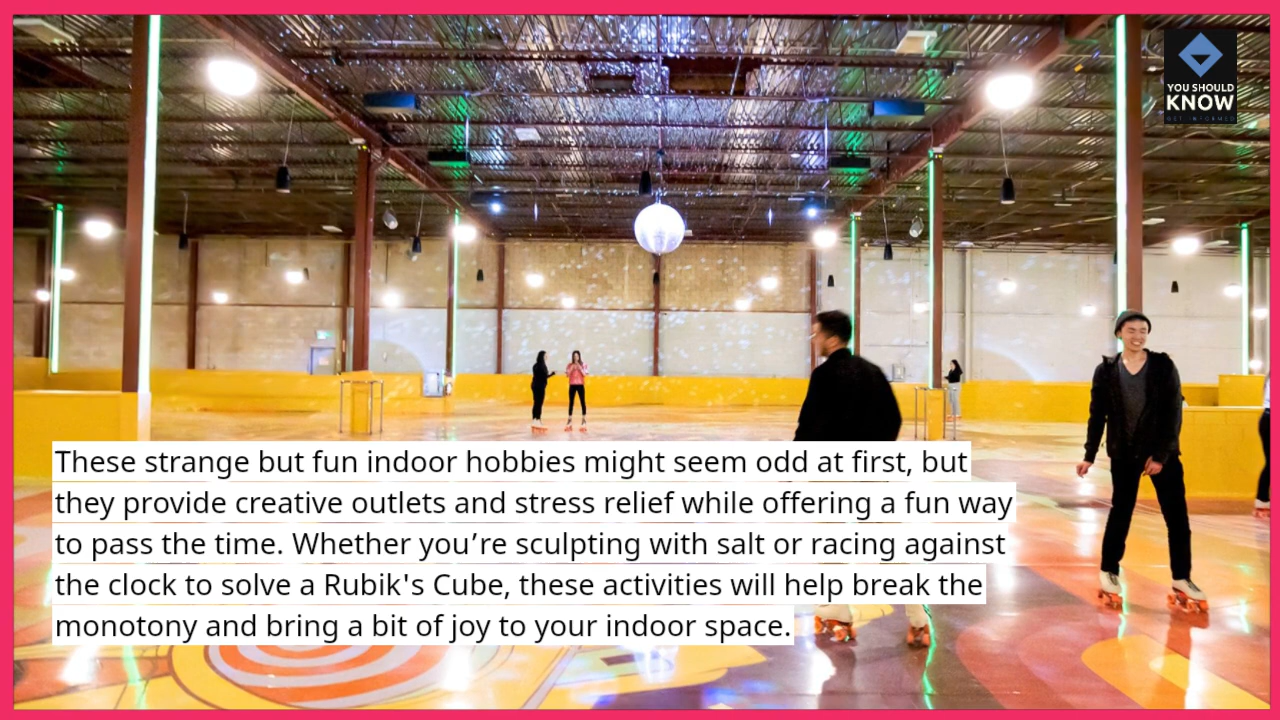 YOU SHOULD
KNOW
GET INFORMED
These strange but fun indoor hobbies might seem odd at first, but
they provide creative outlets and stress relief while offering a fun way
to pass the time. Whether you’re sculpting with salt or racing against
the clock to solve a Rubik's Cube, these activities will help break the
monotony and bring a bit of joy to your indoor space.